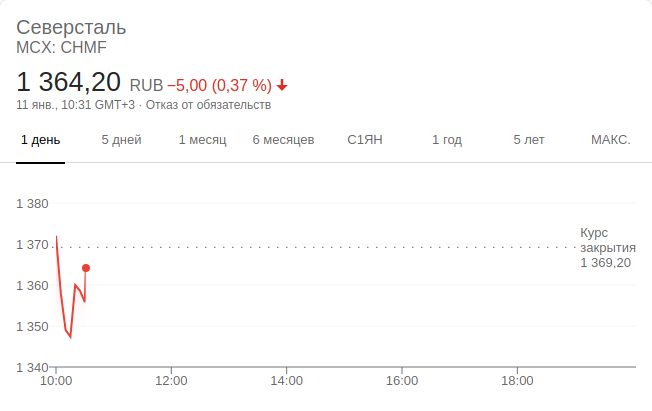 Северсталь
MCX: CHMF
1 364,20 RUB −5,00 (0,37 %)
11 янв., 10:31 GMT+3 · Отказ от обязательств
1 день 5 дней 1 месяц 6 месяцев С1ЯН 1 год 5 лет МАКС.
1 380
1 370
1 360
1 350
1 340
Курс
закрытия
1 369,20
10:00 12:00 14:00 16:00 18:00